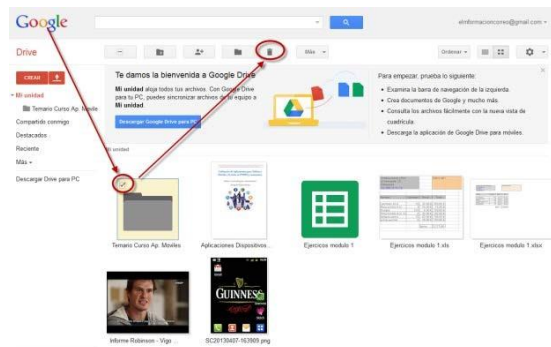 Google
elmformacioncorreo@gmail.com
Drive
Más
Ordenar
CREAR
Te damos la bienvenida a Google Drive
Mi unidad aloja todos tus archivos. Con Google Drive
para tu PC, puedes sincronizar archivos de tu equipo a
Mi unidad.
Descargar Google Drive para PC
Para empezar, prueba lo siguiente:
Examina la barra de navegación de la izquierda.
Crea documentos de Google y mucho más.
Consulta los archivos fácilmente con la nueva vista de
cuadrícula.
Descarga la aplicación de Google Drive para móviles.
Mi unidad
Temario Curso Ap. Móviles
Compartido conmigo
Destacados
Reciente
Más
Descargar Drive para PC
Mi unidad
Temario Curso Ap. Moviles
Aplicaciones Dispositivos...
Ejercicos modulo 1
Ejercicos modulo 1.xls
Ejercicos modulo 1.xlsx
GUINNESS
Informe Robinson - Vigo ...
SC20130407-163909.png